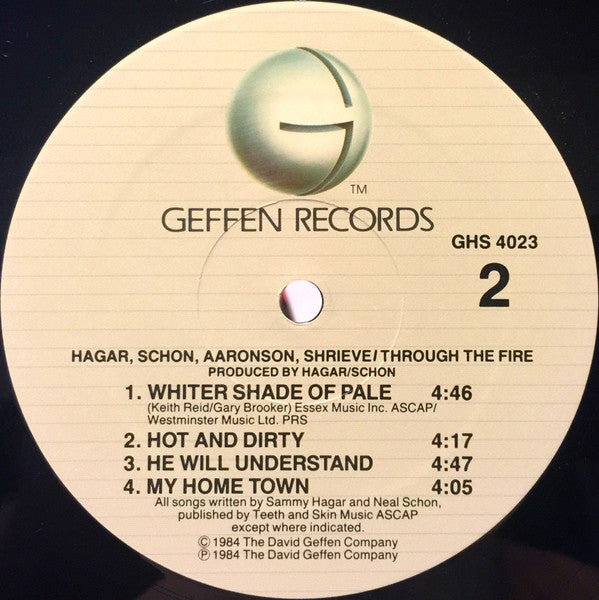 G
TM
GEFFEN RECORDS
GHS 4023
2
HAGAR, SCHON, AARONSON, SHRIEVE/THROUGH THE FIRE
PRODUCED BY HAGAR/SCHON
1. WHITER SHADE OF PALE 4:46
(Keith Reid/Gary Brooker) Essex Music Inc. ASCAP/
Westminster Music Ltd. PRS
2. HOT AND DIRTY 4:17
3. HE WILL UNDERSTAND 4:47
4. MY HOME TOWN 4:05
All songs written by Sammy Hagar and Neal Schon,
published by Teeth and Skin Music ASCAP
except where indicated.
© 1984 The David Geffen Company
℗ 1984 The David Geffen Company